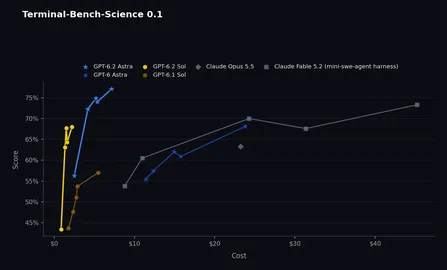 Terminal-Bench-Science 0.1
GPT-6.2 Astra GPT-6.2 Sol Claude Opus 5.5 Claude Fable 5.2 (mini-swe-agent harness)
GPT-6 Astra GPT-6.1 Sol
75%
70%
65%
60%
55%
50%
45%
Score
$0 $10 $20 $30 $40
Cost